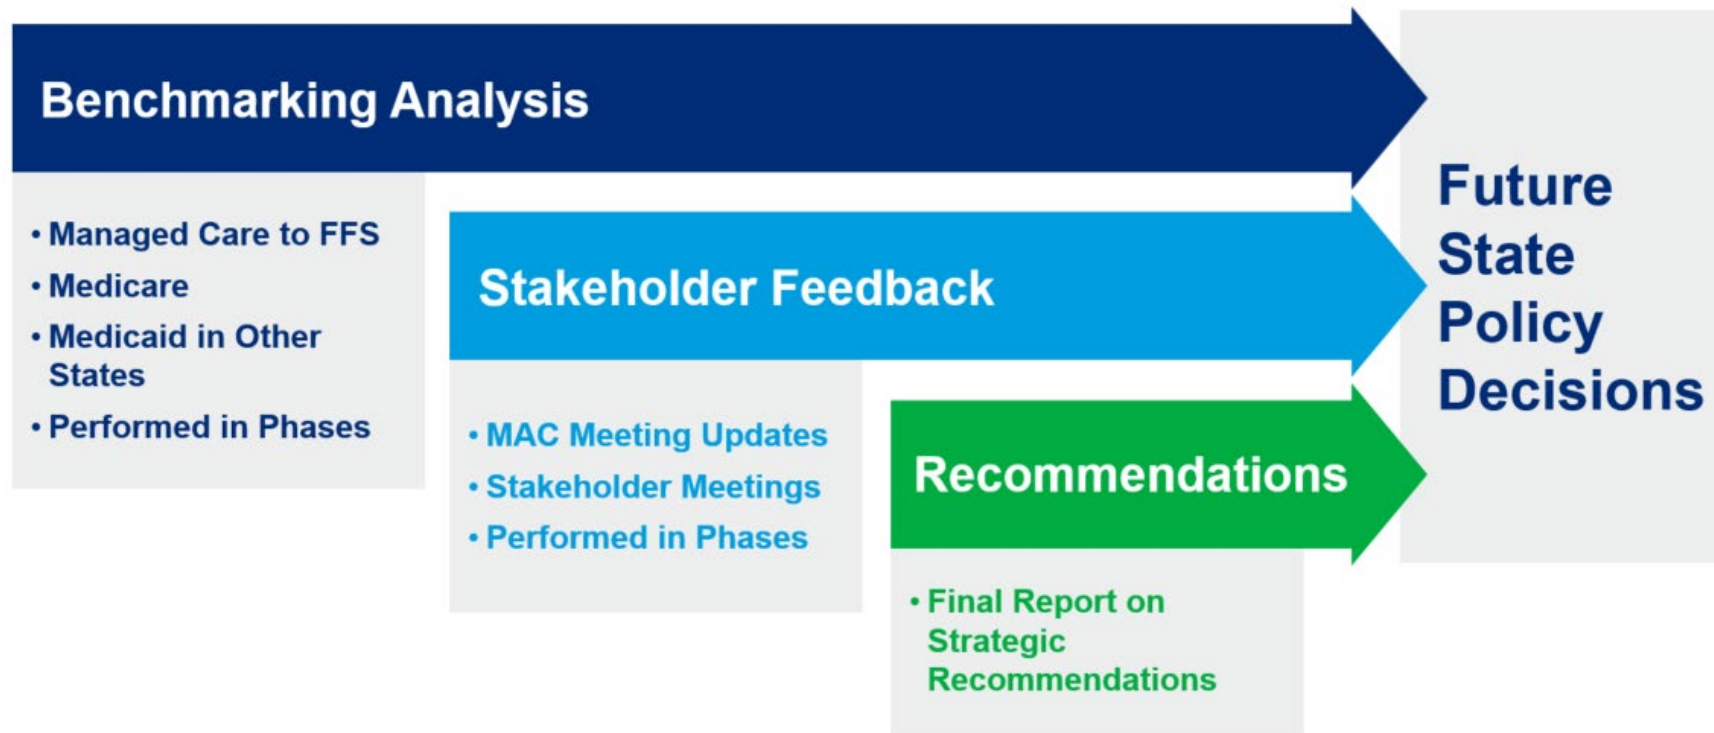 Benchmarking Analysis
• Managed Care to FFS
• Medicare
• Medicaid in Other
States
• Performed in Phases
Stakeholder Feedback
• MAC Meeting Updates
• Stakeholder Meetings
• Performed in Phases
Recommendations
• Final Report on
Strategic
Recommendations
Future
State
Policy
Decisions